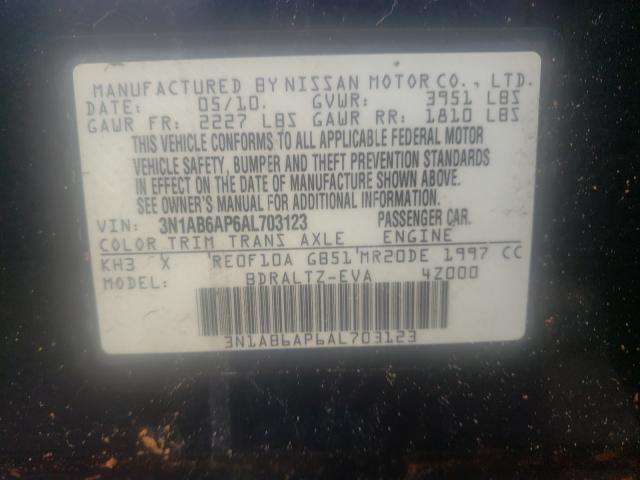 MANUFACTURED BY NISSAN MOTOR CO., LTD.
DATE: 05/10. GVWR: 3951 LBS
GAWR FR: 2227 LBS GAWR RR: 1810 LBS
THIS VEHICLE CONFORMS TO ALL APPLICABLE FEDERAL MOTOR
VEHICLE SAFETY, BUMPER AND THEFT PREVENTION STANDARDS
IN EFFECT ON THE DATE OF MANUFACTURE SHOWN ABOVE.
SEE OWNER'S MANUAL FOR ADDITIONAL INFORMATION.
VIN: 3N1AB6AP6AL703123 PASSENGER CAR.
COLOR TRIM TRANS AXLE ENGINE
KH3 X RE0F10A GB51 MR20DE 1997 CC
MODEL: BDRALTZ-EVA 4Z000
3N1AB6AP6AL703123